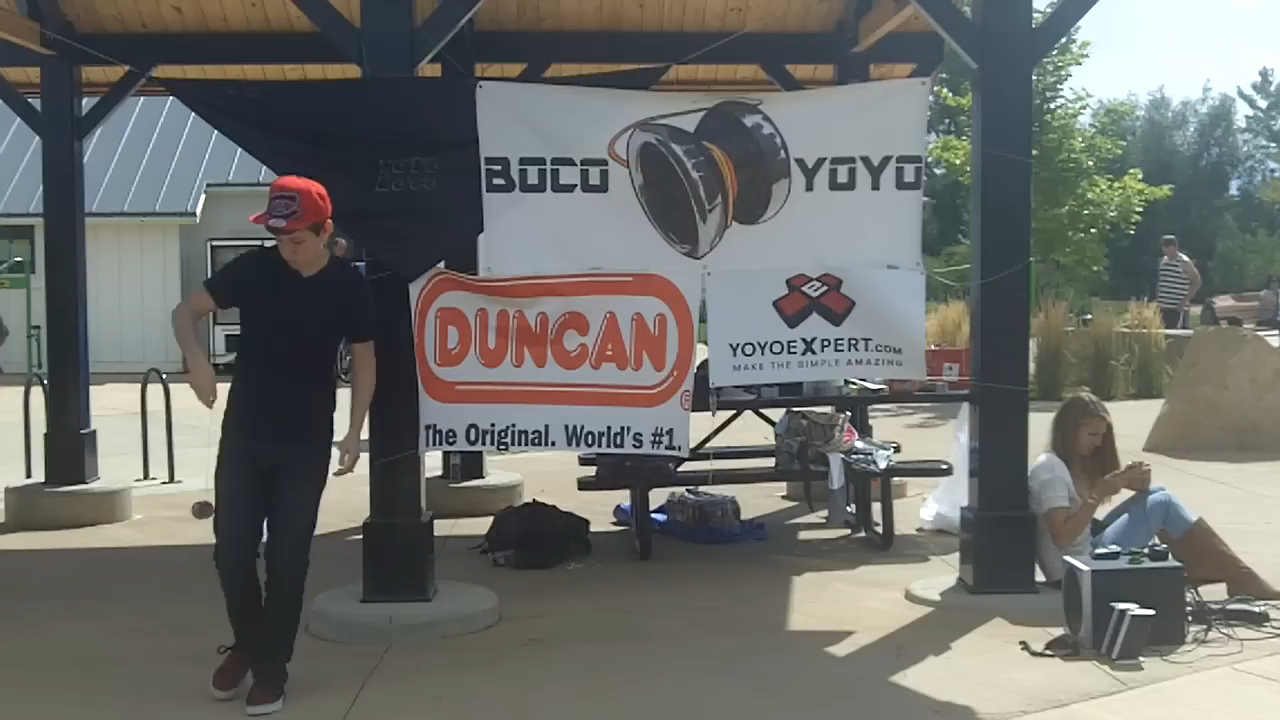 BOCO YOYO
DUNCAN
®
The Original. World's #1.
YOYOEXPERT.COM
MAKE THE SIMPLE AMAZING